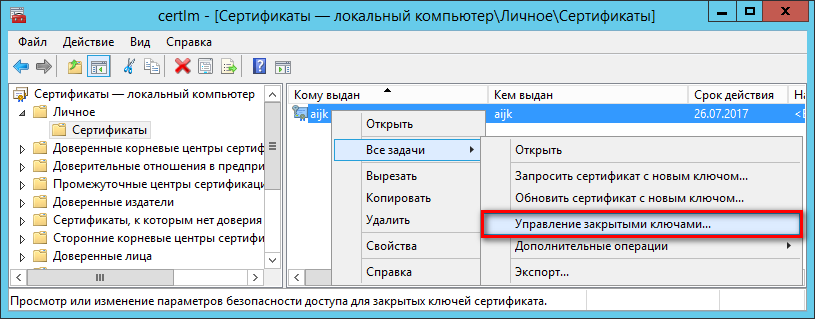 certlm - [Сертификаты — локальный компьютер\Личное\Сертификаты]
Файл Действие Вид Справка
Сертификаты — локальный компьютер
Личное
Сертификаты
Доверенные корневые центры сертиф
Доверительные отношения в предпри
Промежуточные центры сертификац
Доверенные издатели
Сертификаты, к которым нет доверия
Сторонние корневые центры сертифи
Доверенные лица
Кому выдан Кем выдан Срок действия На
aijk aijk 26.07.2017 <В
Открыть
Все задачи
Вырезать
Копировать
Удалить
Свойства
Справка
Открыть
Запросить сертификат с новым ключом...
Обновить сертификат с новым ключом...
Управление закрытыми ключами...
Дополнительные операции
Экспорт...
Просмотр или изменение параметров безопасности доступа для закрытых ключей сертификата.